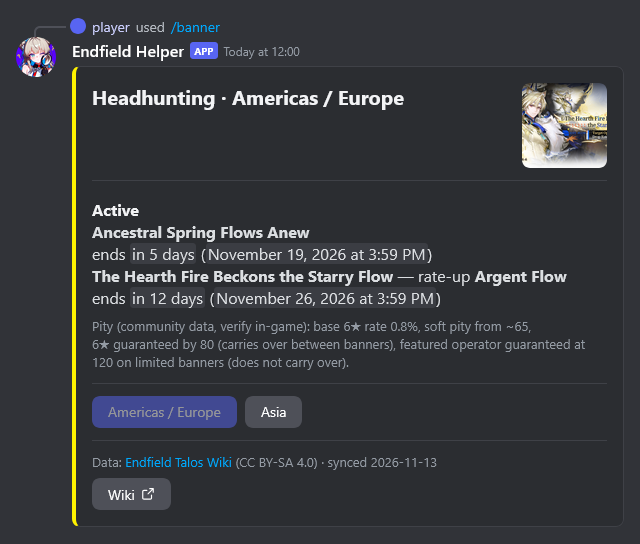 player used /banner
Endfield Helper APP Today at 12:00
Headhunting · Americas / Europe
Active
Ancestral Spring Flows Anew
ends in 5 days (November 19, 2026 at 3:59 PM)
The Hearth Fire Beckons the Starry Flow — rate-up Argent Flow
ends in 12 days (November 26, 2026 at 3:59 PM)
Pity (community data, verify in-game): base 6★ rate 0.8%, soft pity from ~65,
6★ guaranteed by 80 (carries over between banners), featured operator guaranteed at
120 on limited banners (does not carry over).
Americas / Europe
Asia
Data: Endfield Talos Wiki (CC BY-SA 4.0) · synced 2026-11-13
Wiki